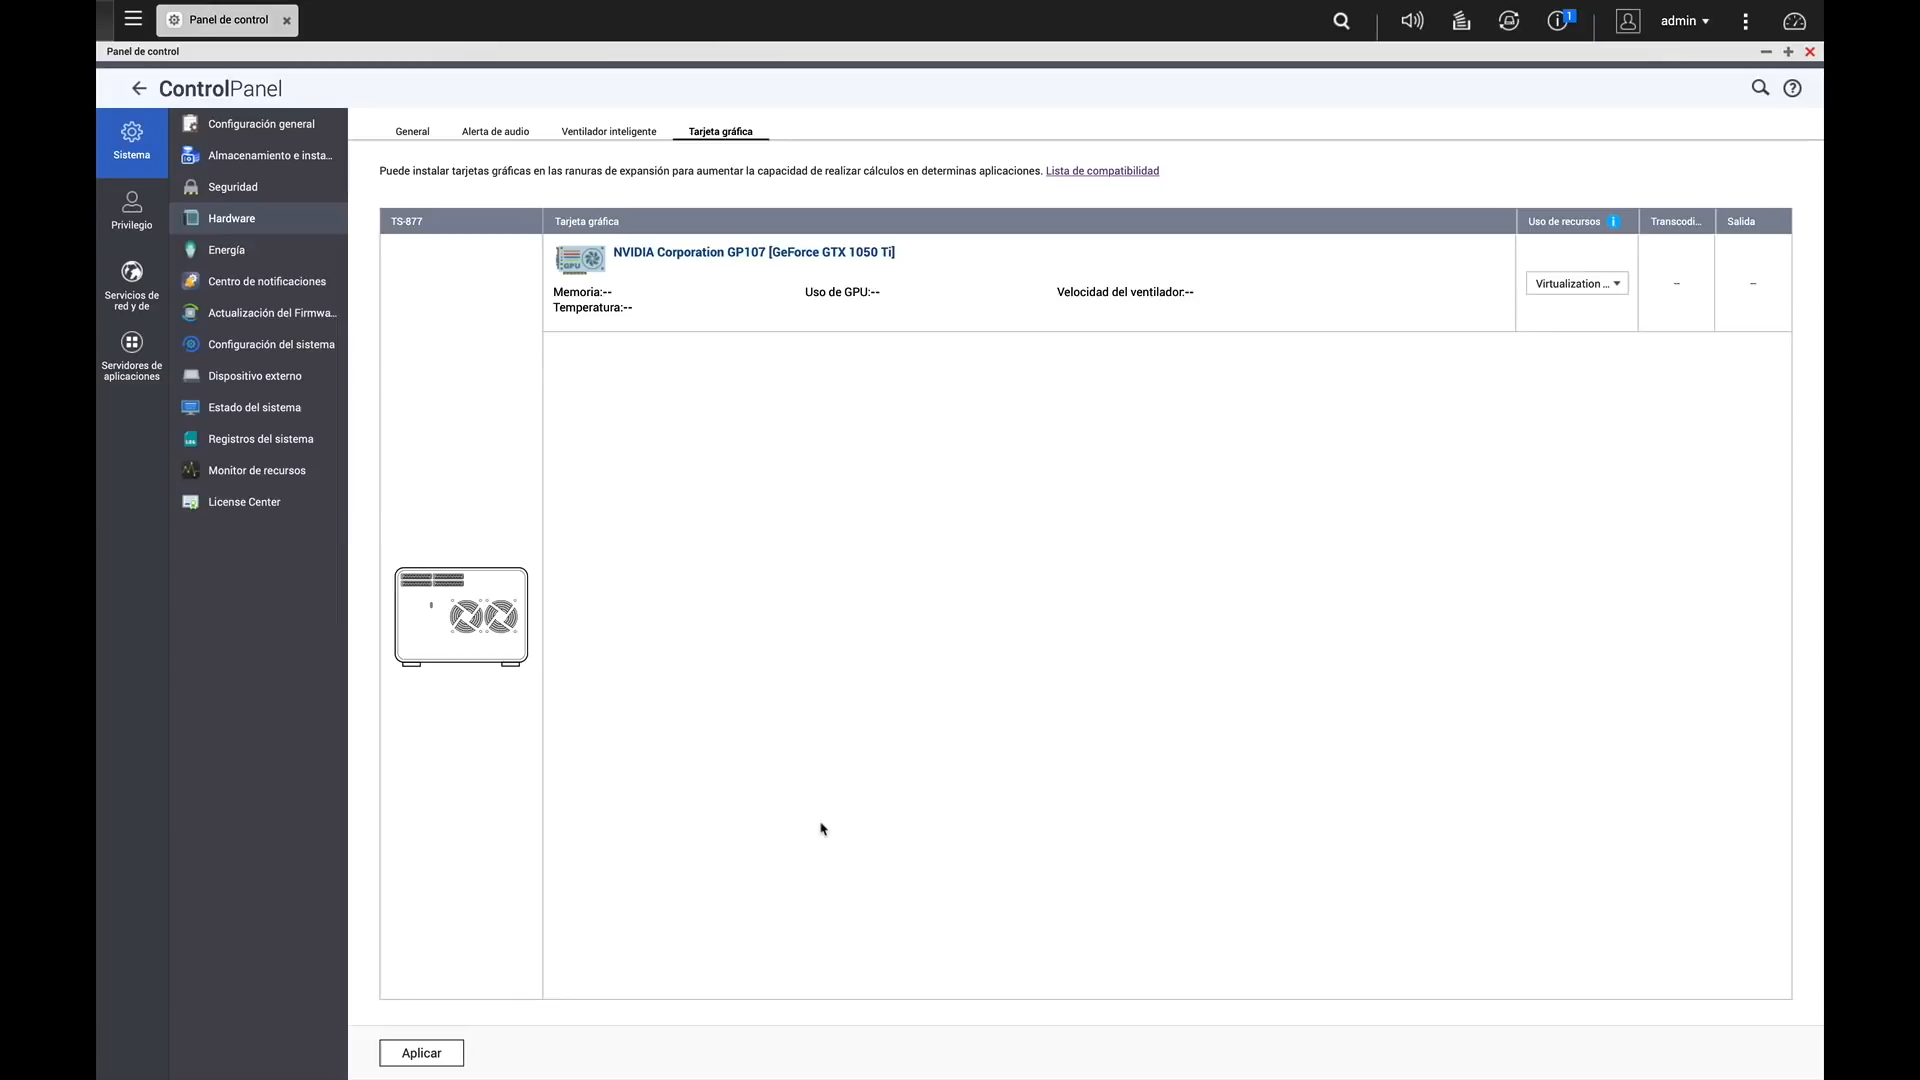 Panel de control
1
admin
Panel de control
ControlPanel
Sistema
Privilegio
Servicios de
red y de
Servidores de
aplicaciones
Configuración general
Almacenamiento e insta...
Seguridad
Hardware
Energía
Centro de notificaciones
Actualización del Firmwa...
Configuración del sistema
Dispositivo externo
Estado del sistema
Registros del sistema
Monitor de recursos
License Center
General Alerta de audio Ventilador inteligente Tarjeta gráfica
Puede instalar tarjetas gráficas en las ranuras de expansión para aumentar la capacidad de realizar cálculos en determinas aplicaciones. Lista de compatibilidad
TS-877 Tarjeta gráfica Uso de recursos Transcodi... Salida
GPU NVIDIA Corporation GP107 [GeForce GTX 1050 Ti]
Memoria:-- Uso de GPU:-- Velocidad del ventilador:--
Temperatura:--
Virtualization ... -- --
Aplicar